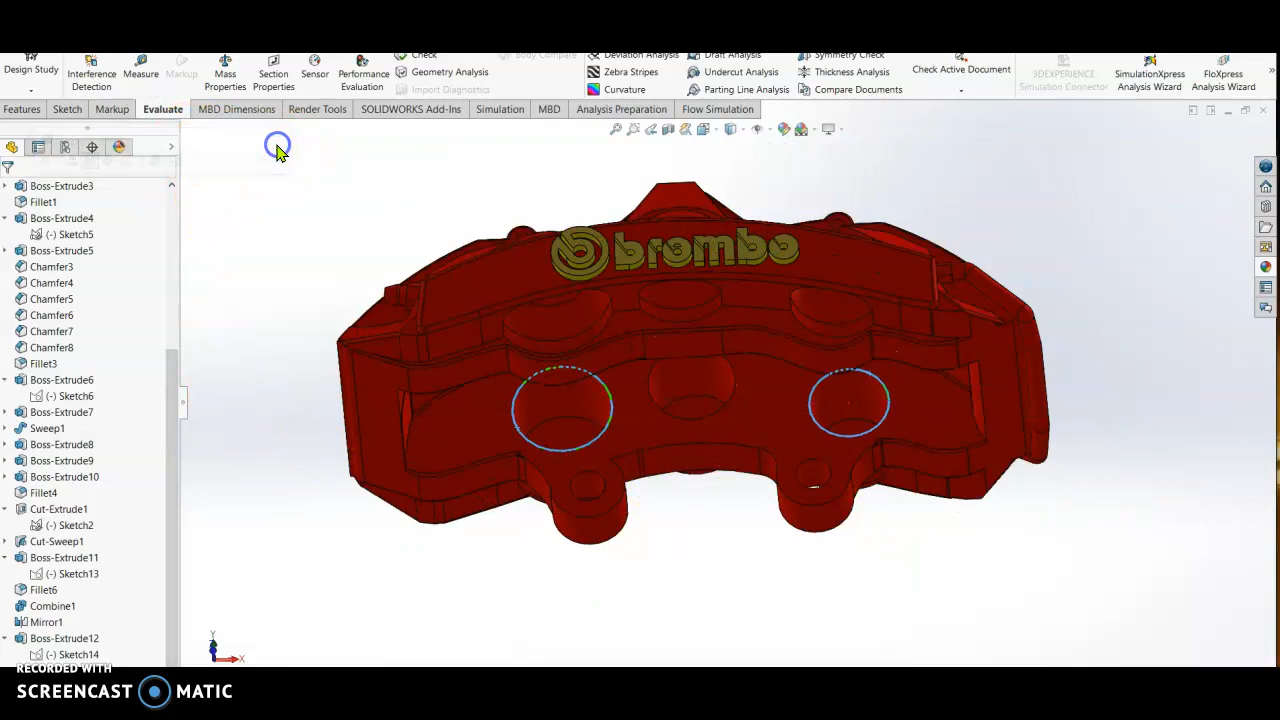 Check
Body Compare
Deviation Analysis
Draft Analysis
Symmetry Check
Design Study
Interference Detection
Measure
Markup
Mass Properties
Section Properties
Sensor
Performance Evaluation
Geometry Analysis
Import Diagnostics
Zebra Stripes
Curvature
Undercut Analysis
Parting Line Analysis
Thickness Analysis
Compare Documents
Check Active Document
3DEXPERIENCE Simulation Connector
SimulationXpress Analysis Wizard
FloXpress Analysis Wizard
Features
Sketch
Markup
Evaluate
MBD Dimensions
Render Tools
SOLIDWORKS Add-Ins
Simulation
MBD
Analysis Preparation
Flow Simulation
Boss-Extrude3
Fillet1
Boss-Extrude4
(-) Sketch5
Boss-Extrude5
Chamfer3
Chamfer4
Chamfer5
Chamfer6
Chamfer7
Chamfer8
Fillet3
Boss-Extrude6
(-) Sketch6
Boss-Extrude7
Sweep1
Boss-Extrude8
Boss-Extrude9
Boss-Extrude10
Fillet4
Cut-Extrude1
(-) Sketch2
Cut-Sweep1
Boss-Extrude11
(-) Sketch13
Fillet6
Combine1
Mirror1
Boss-Extrude12
(-) Sketch14
brembo
Y
X
RECORDED WITH
SCREENCAST MATIC